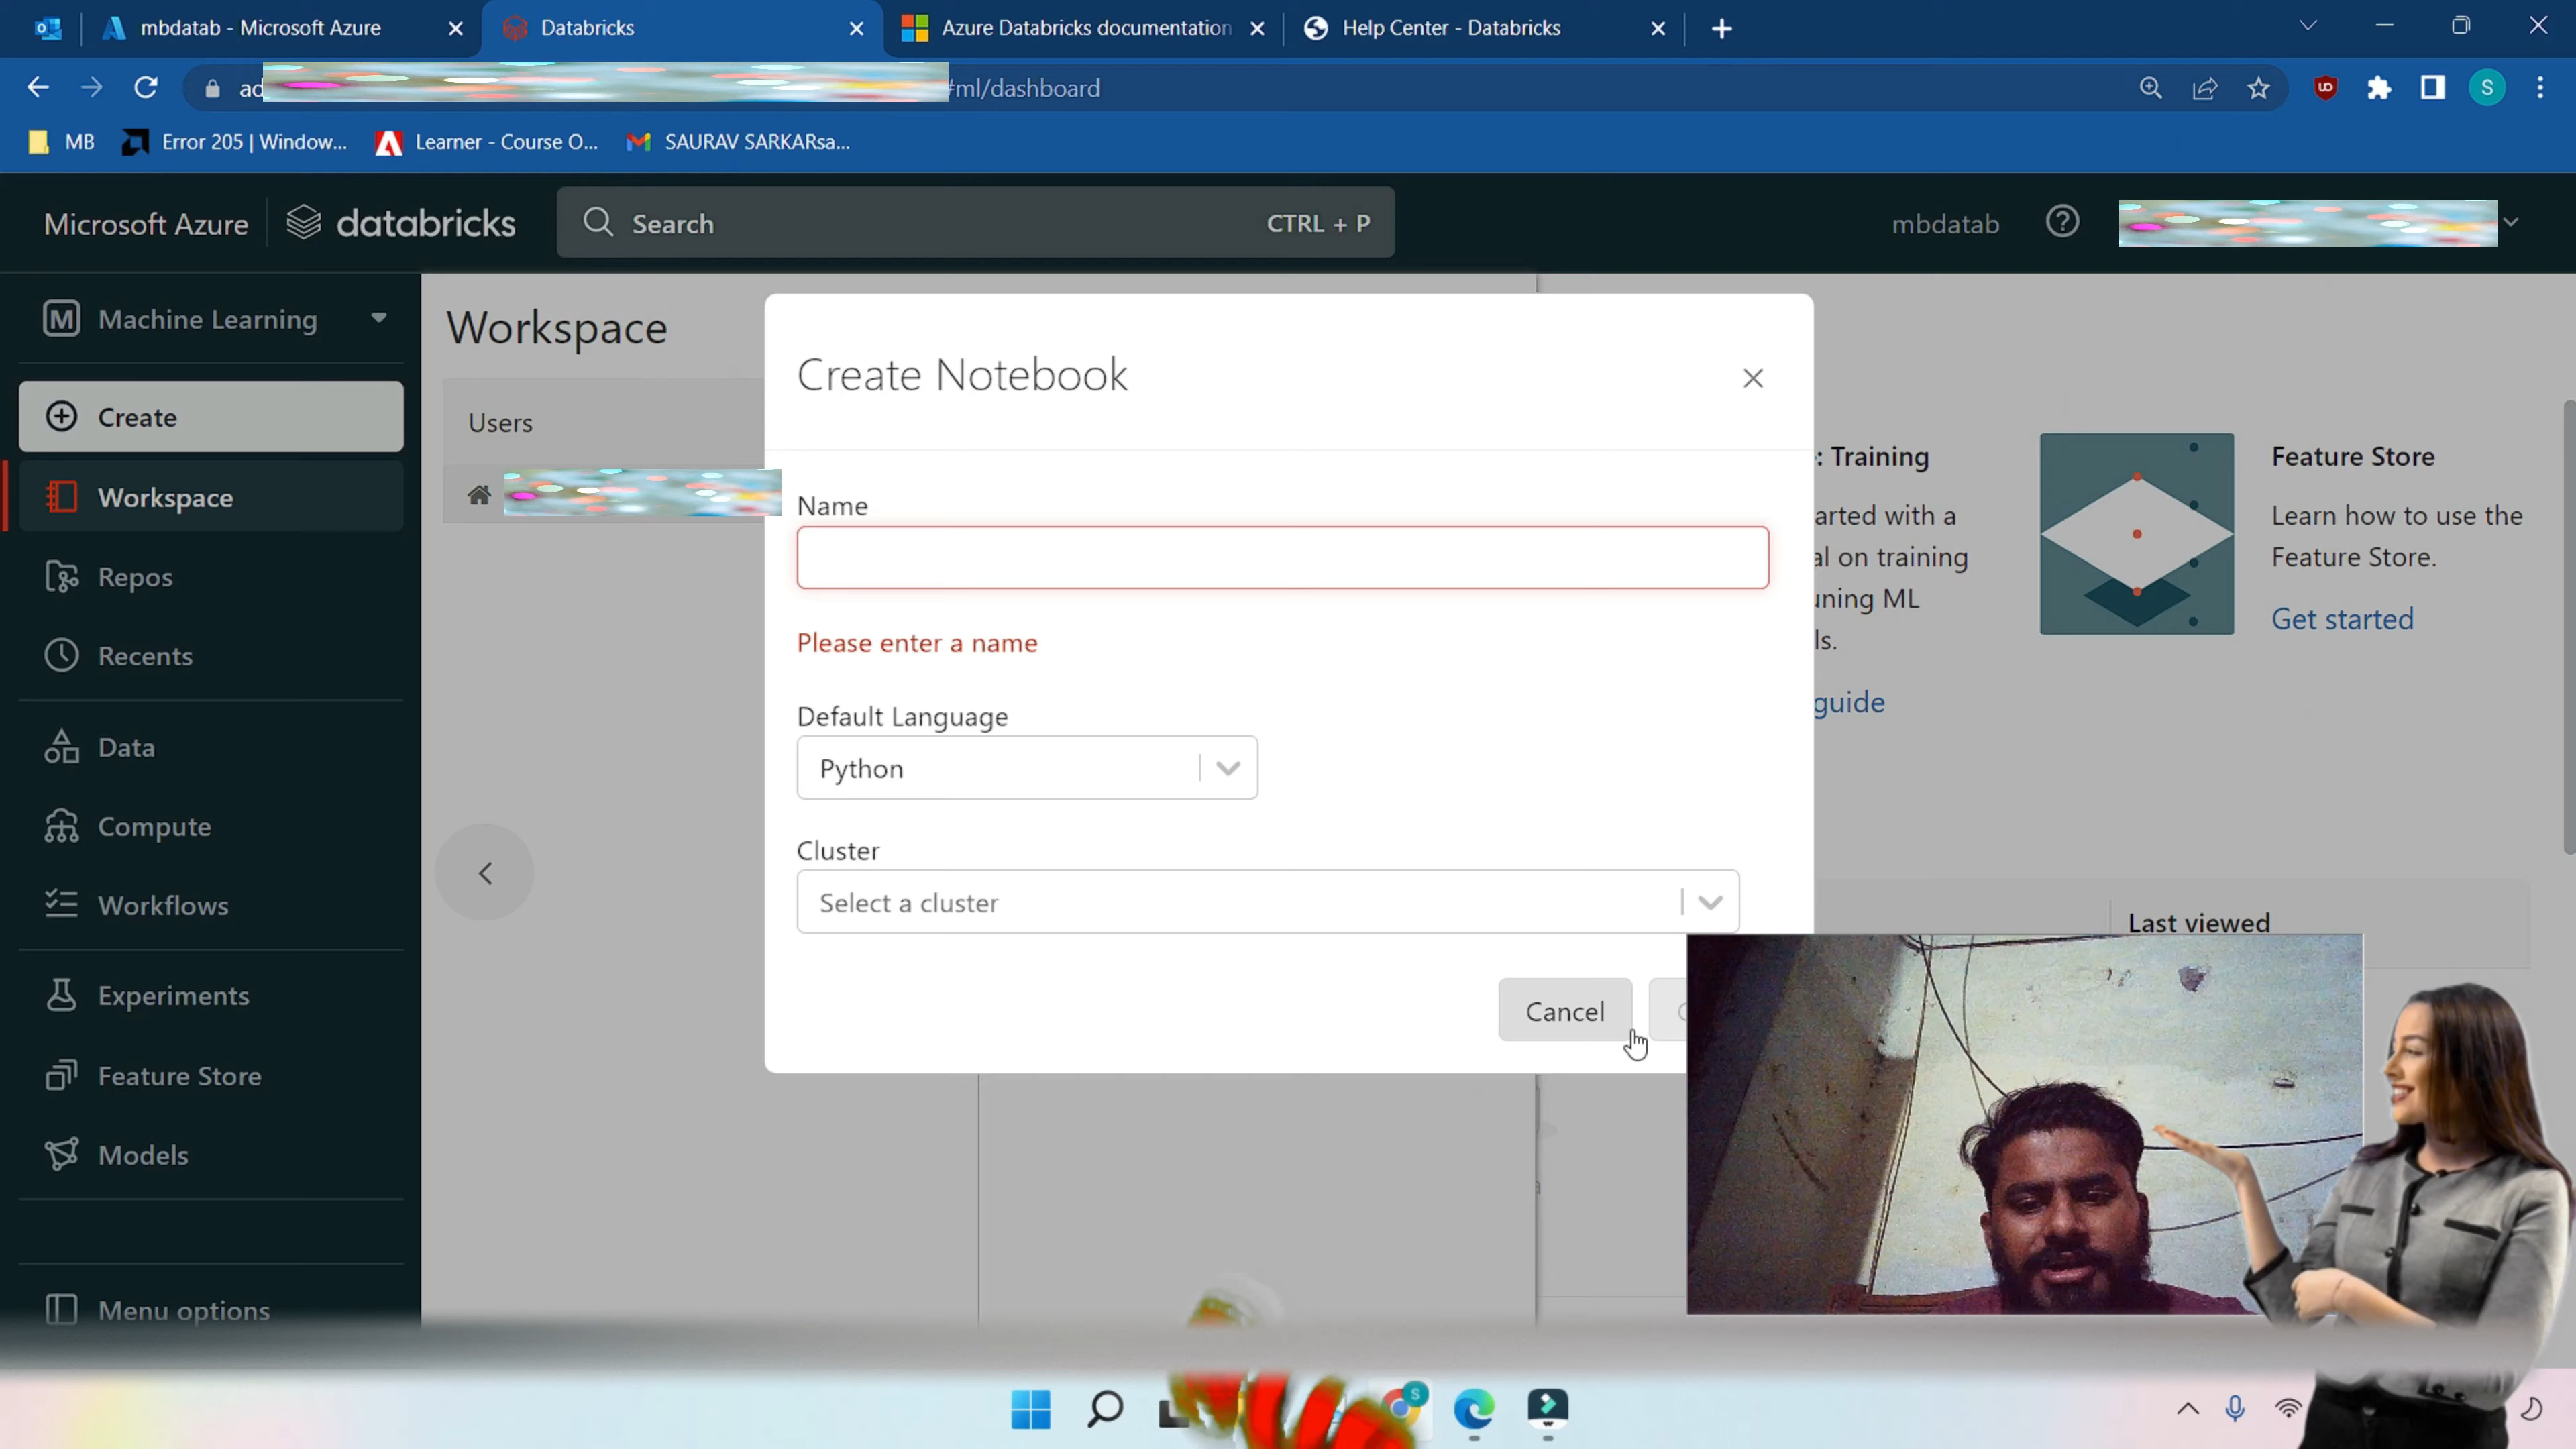 mbdatab - Microsoft Azure
Databricks
Azure Databricks documentation
Help Center - Databricks
ad
#ml/dashboard
UD
S
MB
Error 205 | Window...
Learner - Course O...
SAURAV SARKARsa...
Microsoft Azure
databricks
Search
CTRL + P
mbdatab
M Machine Learning
Create
Workspace
Repos
Recents
Data
Compute
Workflows
Experiments
Feature Store
Models
Menu options
Workspace
Users
Create Notebook
Name
Please enter a name
Default Language
Python
Cluster
Select a cluster
Cancel
: Training
arted with a
al on training
uning ML
ls.
guide
Feature Store
Learn how to use the
Feature Store.
Get started
Last viewed
S